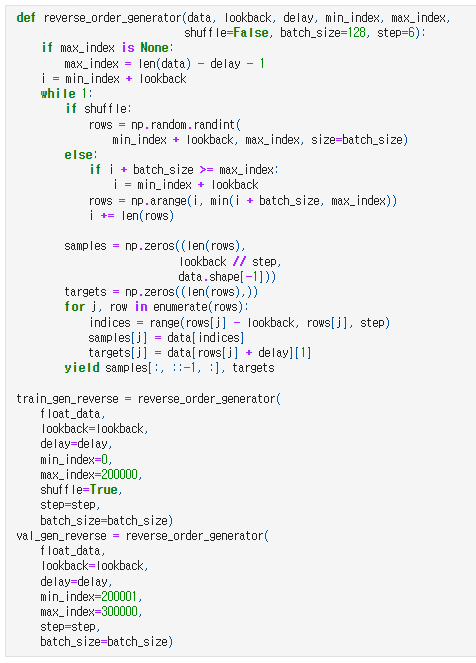 def reverse_order_generator(data, lookback, delay, min_index, max_index,
                            shuffle=False, batch_size=128, step=6):
    if max_index is None:
        max_index = len(data) - delay - 1
    i = min_index + lookback
    while 1:
        if shuffle:
            rows = np.random.randint(
                min_index + lookback, max_index, size=batch_size)
        else:
            if i + batch_size >= max_index:
                i = min_index + lookback
            rows = np.arange(i, min(i + batch_size, max_index))
            i += len(rows)

        samples = np.zeros((len(rows),
                           lookback // step,
                           data.shape[-1]))
        targets = np.zeros((len(rows),))
        for j, row in enumerate(rows):
            indices = range(rows[j] - lookback, rows[j], step)
            samples[j] = data[indices]
            targets[j] = data[rows[j] + delay][1]
        yield samples[:, ::-1, :], targets

train_gen_reverse = reverse_order_generator(
    float_data,
    lookback=lookback,
    delay=delay,
    min_index=0,
    max_index=200000,
    shuffle=True,
    step=step,
    batch_size=batch_size)
val_gen_reverse = reverse_order_generator(
    float_data,
    lookback=lookback,
    delay=delay,
    min_index=200001,
    max_index=300000,
    step=step,
    batch_size=batch_size)